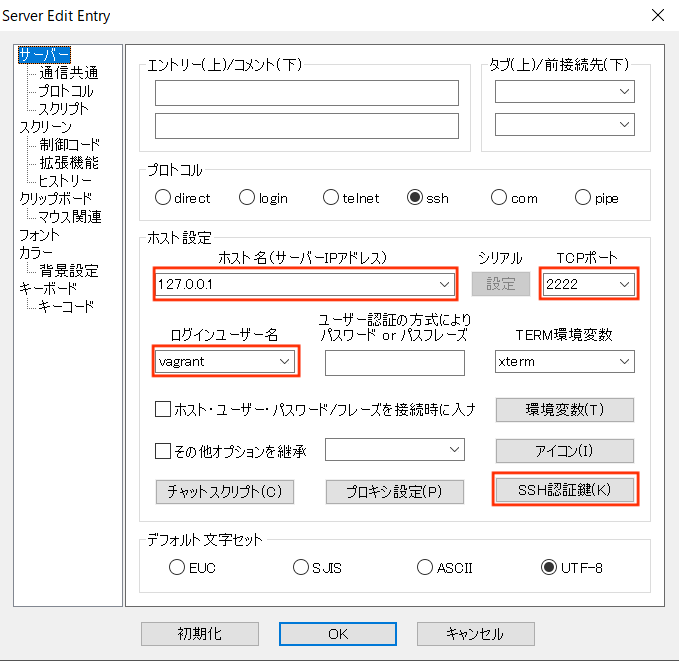 Server Edit Entry
サーバー
通信共通
プロトコル
スクリプト
スクリーン
制御コード
拡張機能
ヒストリー
クリップボード
マウス関連
フォント
カラー
背景設定
キーボード
キーコード
エントリー(上)/コメント(下)
タブ(上)/前接続先(下)
プロトコル
direct
login
telnet
ssh
com
pipe
ホスト設定
ホスト名(サーバーIPアドレス)
シリアル
TCPポート
127.0.0.1
設定
2222
ログインユーザー名
ユーザー認証の方式により
パスワード or パスフレーズ
TERM環境変数
vagrant
xterm
ホスト・ユーザー・パスワード/フレーズを接続時に入力
環境変数(T)
その他オプションを継承
アイコン(I)
チャットスクリプト(C)
プロキシ設定(P)
SSH認証鍵(K)
デフォルト文字セット
EUC
SJIS
ASCII
UTF-8
初期化
OK
キャンセル